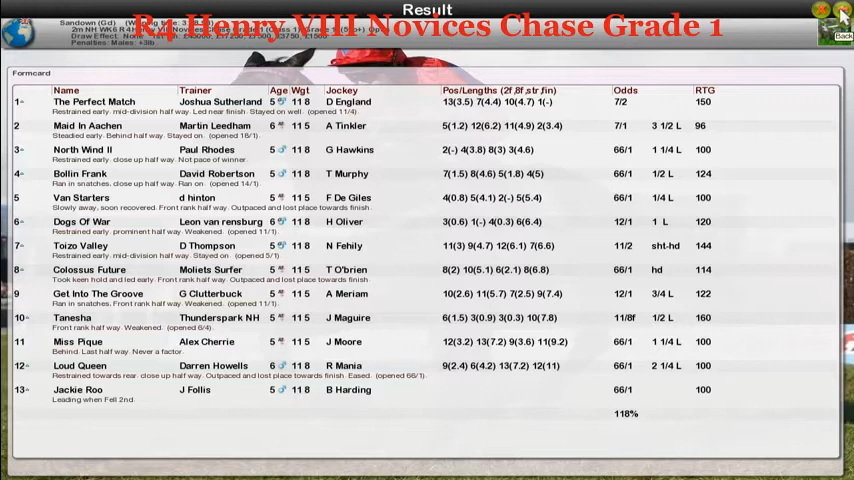 Result
R4 Henry VIII Novices Chase Grade 1
Sandown (Gd)
Penalties: Males: +3lb
Back
Formcard
Name Trainer Age Wgt Jockey Pos/Lengths (2f,8f,str,fin) Odds RTG
1 The Perfect Match Joshua Sutherland 5 11 8 D England 13(3.5) 7(4.4) 10(4.7) 1(-) 7/2 150
Restrained early. mid-division half way. Led near finish. Stayed on well. (opened 11/4)
2 Maid In Aachen Martin Leedham 6 11 5 A Tinkler 5(1.2) 12(6.2) 11(4.9) 2(3.4) 7/1 3 1/2 L 96
Steadied early. Behind half way. Stayed on. (opened 18/1)
3 North Wind II Paul Rhodes 5 11 8 G Hawkins 2(-) 4(3.8) 8(3) 3(4.6) 66/1 1 1/4 L 100
Restrained early. close up half way. Not pace of winner.
4 Bollin Frank David Robertson 5 11 8 T Murphy 7(1.5) 8(4.6) 5(1.8) 4(5) 66/1 1/2 L 124
Ran in snatches, close up half way. Ran on. (opened 14/1)
5 Van Starters d hinton 5 11 5 F De Giles 4(0.8) 5(4.1) 2(-) 5(5.4) 66/1 1/4 L 100
Slowly away, soon recovered. Front rank half way. Outpaced and lost place towards finish.
6 Dogs Of War Leon van rensburg 6 11 8 H Oliver 3(0.6) 1(-) 4(0.3) 6(6.4) 12/1 1 L 120
Restrained early. prominent half way. Weakened. (opened 11/1)
7 Toizo Valley D Thompson 5 11 8 N Fehily 11(3) 9(4.7) 12(6.1) 7(6.6) 11/2 sht-hd 144
Restrained early. mid-division half way. Stayed on. (opened 5/1)
8 Colossus Future Moliets Surfer 5 11 5 T O'brien 8(2) 10(5.1) 6(2.1) 8(6.8) 66/1 hd 114
Took keen hold and led early. Front rank half way. Outpaced and lost place towards finish.
9 Get Into The Groove G Clutterbuck 5 11 5 A Meriam 10(2.6) 11(5.7) 7(2.5) 9(7.4) 12/1 3/4 L 122
Ran in snatches, Front rank half way. Weakened. (opened 11/1)
10 Tanesha Thunderspark NH 5 11 5 J Maguire 6(1.5) 3(0.9) 3(0.3) 10(7.8) 11/8f 1/2 L 160
Front rank half way. Weakened. (opened 6/4)
11 Miss Pique Alex Cherrie 5 11 5 J Moore 12(3.2) 13(7.2) 9(3.6) 11(9.2) 66/1 1 1/4 L 100
Behind. Last half way. Never a factor.
12 Loud Queen Darren Howells 6 11 8 R Mania 9(2.4) 6(4.2) 13(7.2) 12(11) 66/1 2 1/4 L 100
Restrained towards rear. close up half way. Outpaced and lost place towards finish. Eased. (opened 66/1)
13 Jackie Roo J Follis 5 11 8 B Harding 66/1 100
Leading when Fell 2nd.
118%